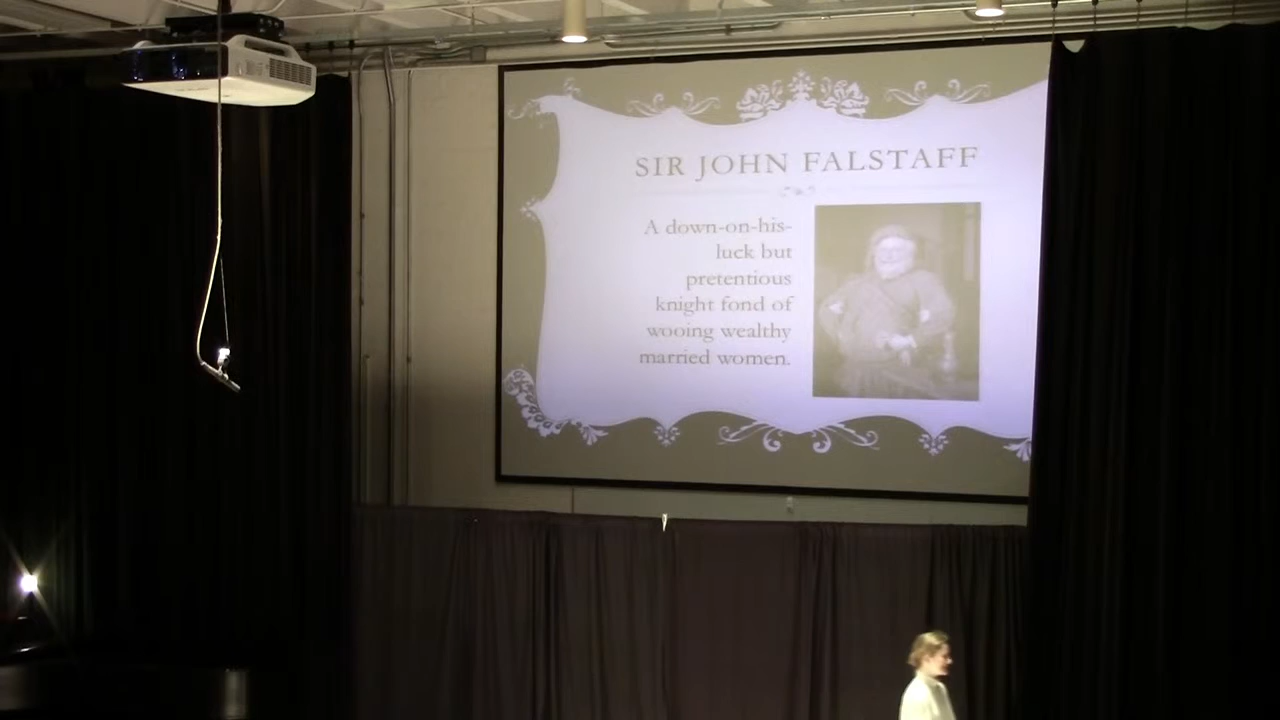 SIR JOHN FALSTAFF
A down-on-his-
luck but
pretentious
knight fond of
wooing wealthy
married women.